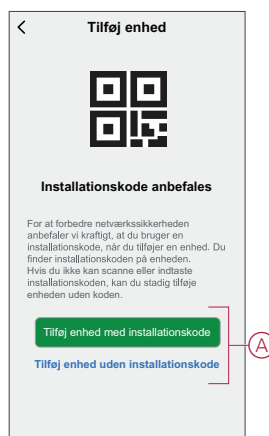 Tilføj enhed
Installationskode anbefales
For at forbedre netværkssikkerheden
anbefaler vi kraftigt, at du bruger en
installationskode, når du tilføjer en enhed. Du
finder installationskoden på enheden.
Hvis du ikke kan scanne eller indtaste
installationskoden, kan du stadig tilføje
enheden uden koden.
Tilføj enhed med installationskode
A
Tilføj enhed uden installationskode